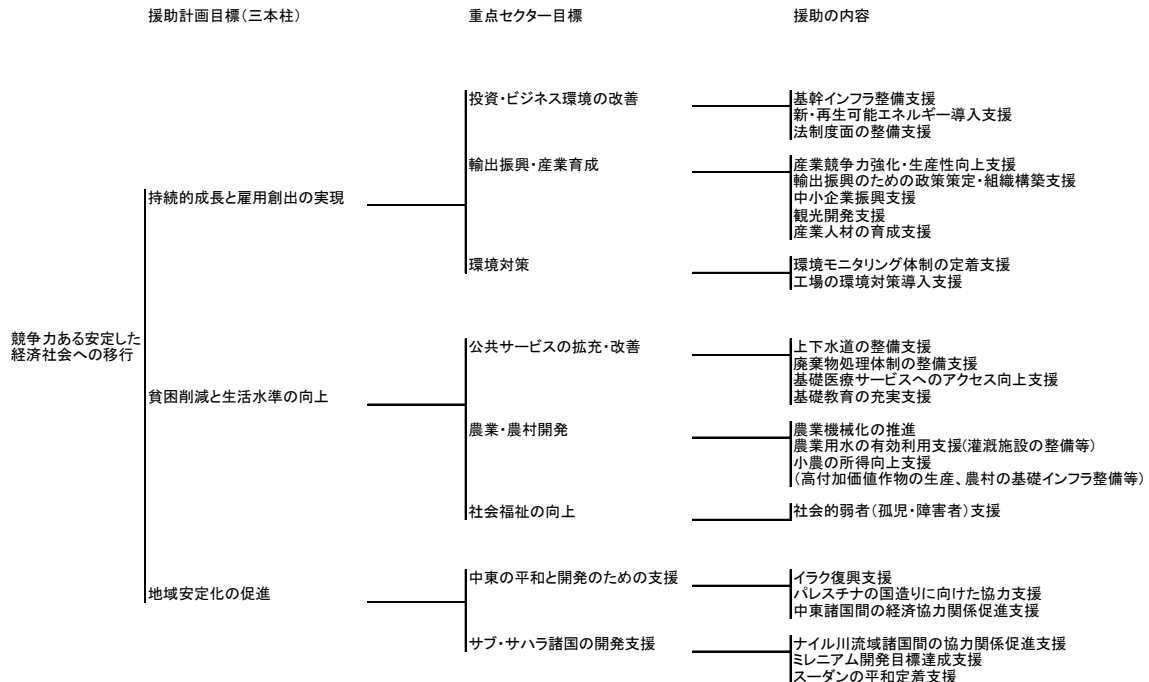 援助計画目標(三本柱)
重点セクター目標
援助の内容
競争力ある安定した
経済社会への移行
持続的成長と雇用創出の実現
投資・ビジネス環境の改善
基幹インフラ整備支援
新・再生可能エネルギー導入支援
法制度面の整備支援
輸出振興・産業育成
産業競争力強化・生産性向上支援
輸出振興のための政策策定・組織構築支援
中小企業振興支援
観光開発支援
産業人材の育成支援
環境対策
環境モニタリング体制の定着支援
工場の環境対策導入支援
貧困削減と生活水準の向上
公共サービスの拡充・改善
上下水道の整備支援
廃棄物処理体制の整備支援
基礎医療サービスへのアクセス向上支援
基礎教育の充実支援
農業・農村開発
農業機械化の推進
農業用水の有効利用支援(灌漑施設の整備等)
小農の所得向上支援
(高付加価値作物の生産、農村の基礎インフラ整備等)
社会福祉の向上
社会的弱者(孤児・障害者)支援
地域安定化の促進
中東の平和と開発のための支援
イラク復興支援
パレスチナの国造りに向けた協力支援
中東諸国間の経済協力関係促進支援
サブ・サハラ諸国の開発支援
ナイル川流域諸国間の協力関係促進支援
ミレニアム開発目標達成支援
スーダンの平和定着支援